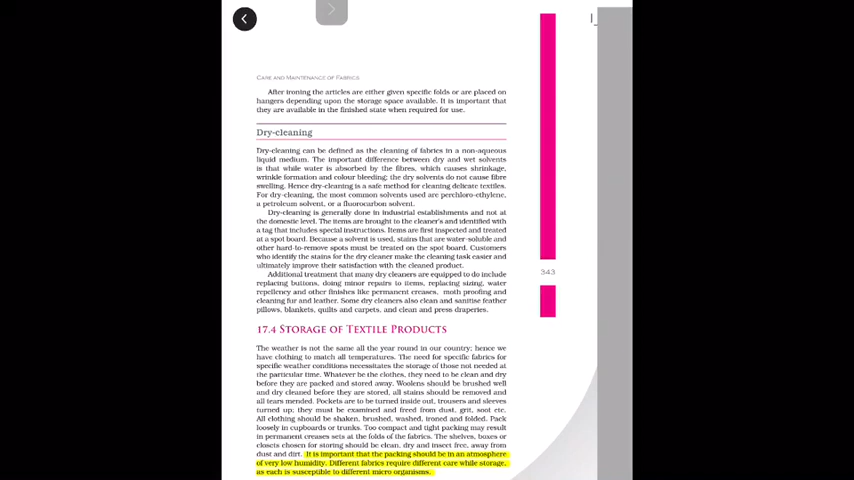 CARE AND MAINTENANCE OF FABRICS
After ironing the articles are either given specific folds or are placed on
hangers depending upon the storage space available. It is important that
they are available in the finished state when required for use.
Dry-cleaning
Dry-cleaning can be defined as the cleaning of fabrics in a non-aqueous
liquid medium. The important difference between dry and wet solvents
is that while water is absorbed by the fibres, which causes shrinkage,
wrinkle formation and colour bleeding; the dry solvents do not cause fibre
swelling. Hence dry-cleaning is a safe method for cleaning delicate textiles.
For dry-cleaning, the most common solvents used are perchloro-ethylene,
a petroleum solvent, or a fluorocarbon solvent.
Dry-cleaning is generally done in industrial establishments and not at
the domestic level. The items are brought to the cleaner's and identified with
a tag that includes special instructions. Items are first inspected and treated
at a spot board. Because a solvent is used, stains that are water-soluble and
other hard-to-remove spots must be treated on the spot board. Customers
who identify the stains for the dry cleaner make the cleaning task easier and
ultimately improve their satisfaction with the cleaned product.
Additional treatment that many dry cleaners are equipped to do include
replacing buttons, doing minor repairs to items, replacing sizing, water
repellency and other finishes like permanent creases, moth proofing and
cleaning fur and leather. Some dry cleaners also clean and sanitise feather
pillows, blankets, quilts and carpets, and clean and press draperies.
343
17.4 STORAGE OF TEXTILE PRODUCTS
The weather is not the same all the year round in our country; hence we
have clothing to match all temperatures. The need for specific fabrics for
specific weather conditions necessitates the storage of those not needed at
the particular time. Whatever be the clothes, they need to be clean and dry
before they are packed and stored away. Woolens should be brushed well
and dry cleaned before they are stored, all stains should be removed and
all tears mended. Pockets are to be turned inside out, trousers and sleeves
turned up; they must be examined and freed from dust, grit, soot etc.
All clothing should be shaken, brushed, washed, ironed and folded. Pack
loosely in cupboards or trunks. Too compact and tight packing may result
in permanent creases sets at the folds of the fabrics. The shelves, boxes or
closets chosen for storing should be clean, dry and insect free, away from
dust and dirt. It is important that the packing should be in an atmosphere
of very low humidity. Different fabrics require different care while storage,
as each is susceptible to different micro organisms.